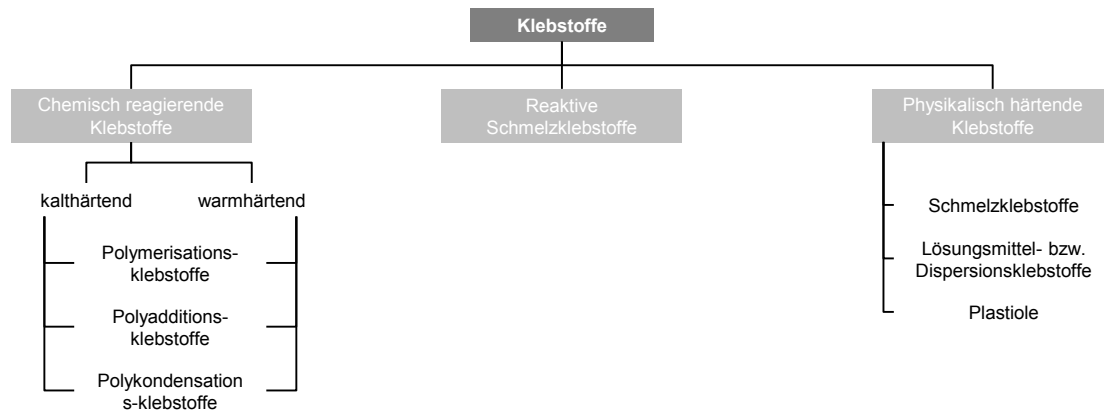 Klebstoffe
Chemisch reagierende
Klebstoffe
Reaktive
Schmelzklebstoffe
Physikalisch härtende
Klebstoffe
kalthärtend
warmhärtend
Polymerisations-
klebstoffe
Polyadditions-
klebstoffe
Polykondensation
s-klebstoffe
Schmelzklebstoffe
Lösungsmittel- bzw.
Dispersionsklebstoffe
Plastiole